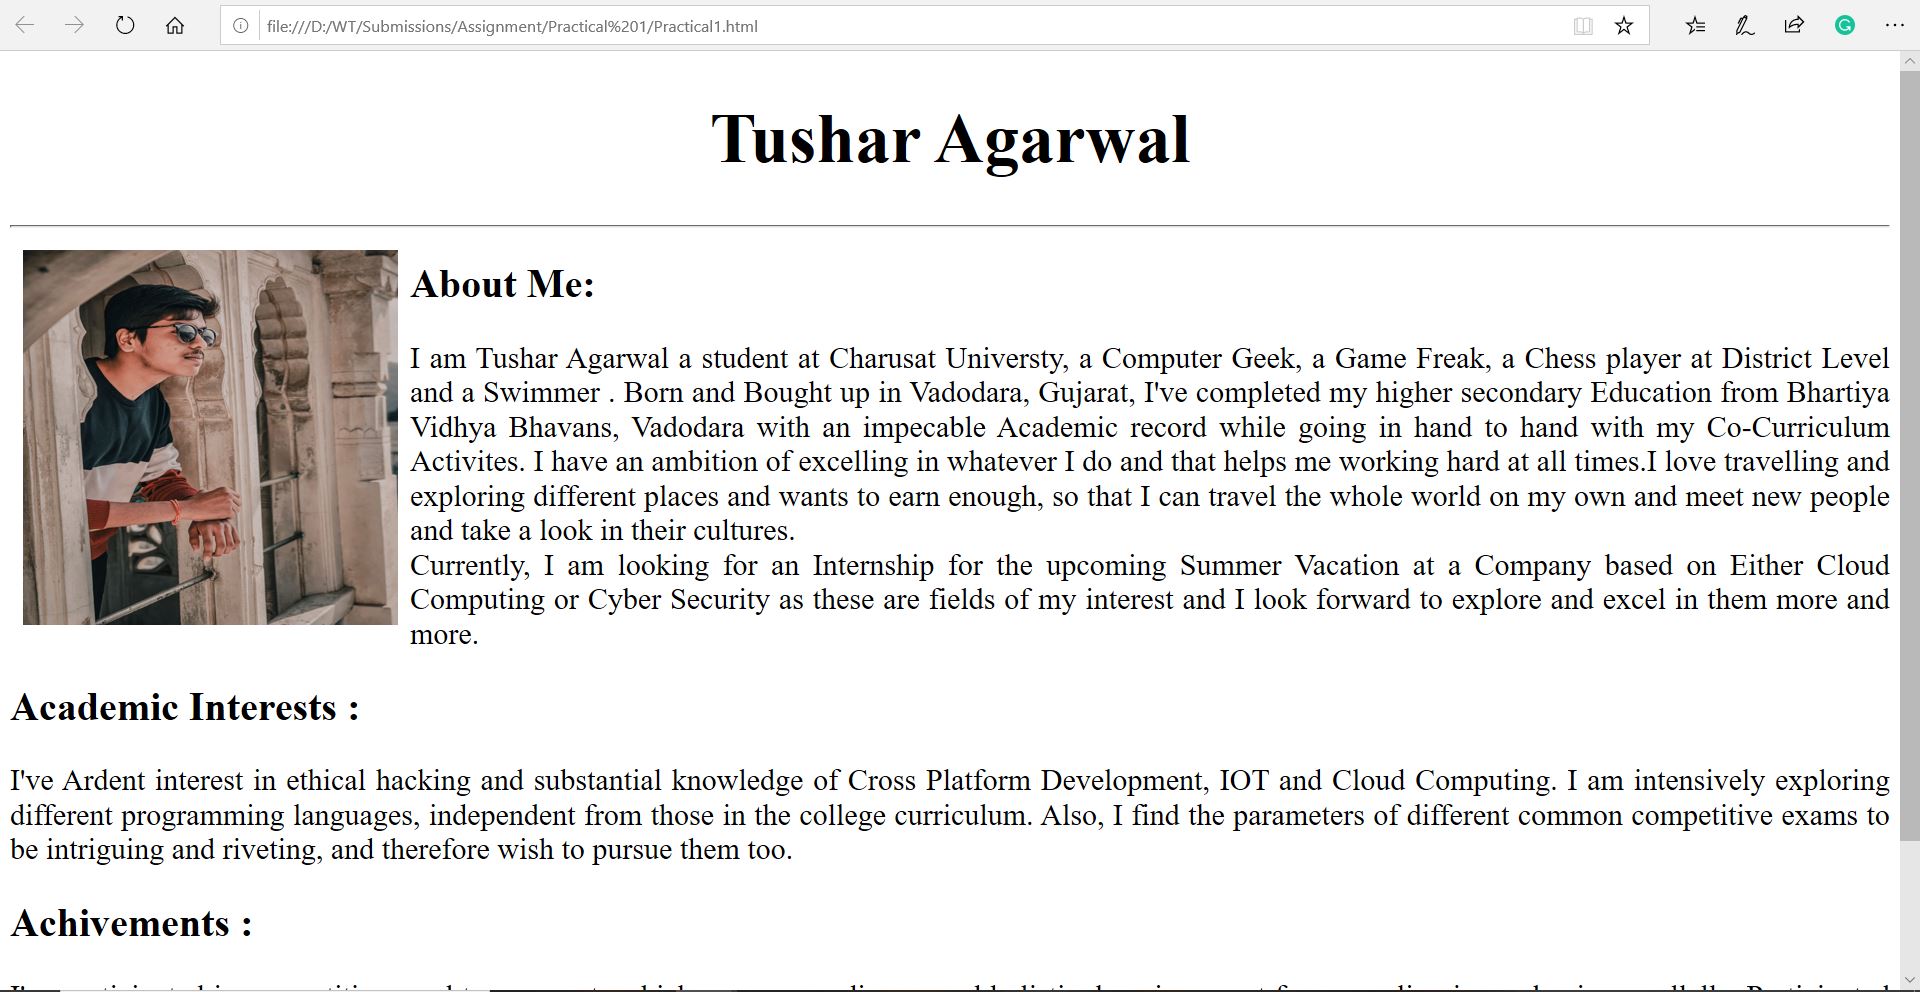 file:///D:/WT/Submissions/Assignment/Practical%201/Practical1.html
Tushar Agarwal
About Me:
I am Tushar Agarwal a student at Charusat Universty, a Computer Geek, a Game Freak, a Chess player at District Level
and a Swimmer . Born and Bought up in Vadodara, Gujarat, I've completed my higher secondary Education from Bhartiya
Vidhya Bhavans, Vadodara with an impecable Academic record while going in hand to hand with my Co-Curriculum
Activites. I have an ambition of excelling in whatever I do and that helps me working hard at all times.I love travelling and
exploring different places and wants to earn enough, so that I can travel the whole world on my own and meet new people
and take a look in their cultures.
Currently, I am looking for an Internship for the upcoming Summer Vacation at a Company based on Either Cloud
Computing or Cyber Security as these are fields of my interest and I look forward to explore and excel in them more and
more.
Academic Interests :
I've Ardent interest in ethical hacking and substantial knowledge of Cross Platform Development, IOT and Cloud Computing. I am intensively exploring
different programming languages, independent from those in the college curriculum. Also, I find the parameters of different common competitive exams to
be intriguing and riveting, and therefore wish to pursue them too.
Achivements :